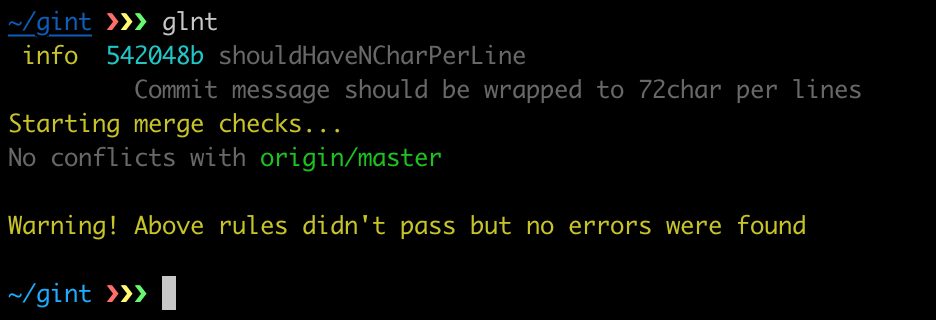 ~/gint ❯❯❯ glnt
 info  542048b shouldHaveNCharPerLine
         Commit message should be wrapped to 72char per lines
Starting merge checks...
No conflicts with origin/master
Warning! Above rules didn't pass but no errors were found
~/gint ❯❯❯